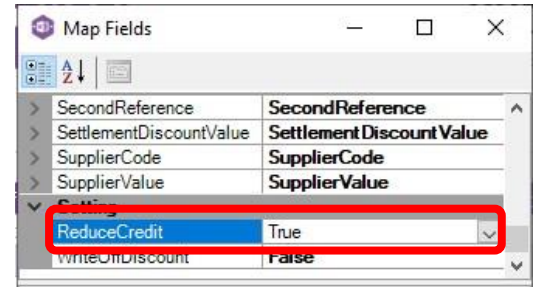 Map Fields
SecondReference SecondReference
SettlementDiscountValue SettlementDiscountValue
SupplierCode SupplierCode
SupplierValue SupplierValue
Setting
ReduceCredit True
WriteOffDiscount False